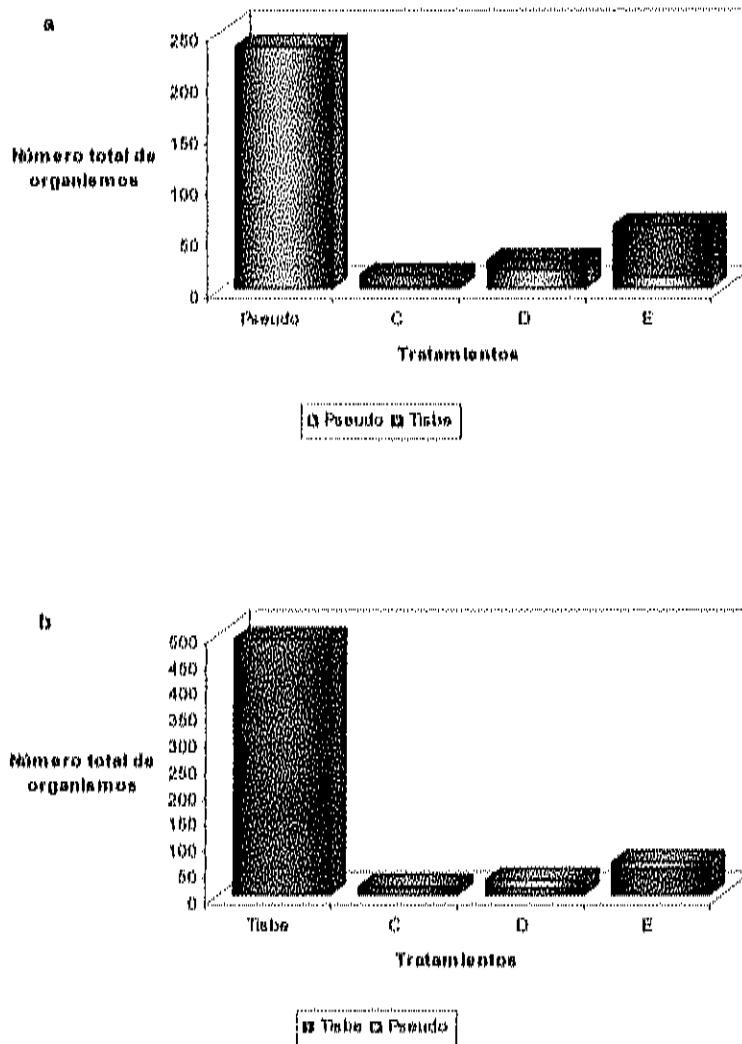 a
250
200
150
100
50
0
Número total de
organismos
Pseudo
C
D
E
Tratamientos
Pseudo Tisbe
b
500
450
400
350
300
250
200
150
100
50
0
Número total de
organismos
Tisbe
C
D
E
Tratamientos
Tisbe Pseudo